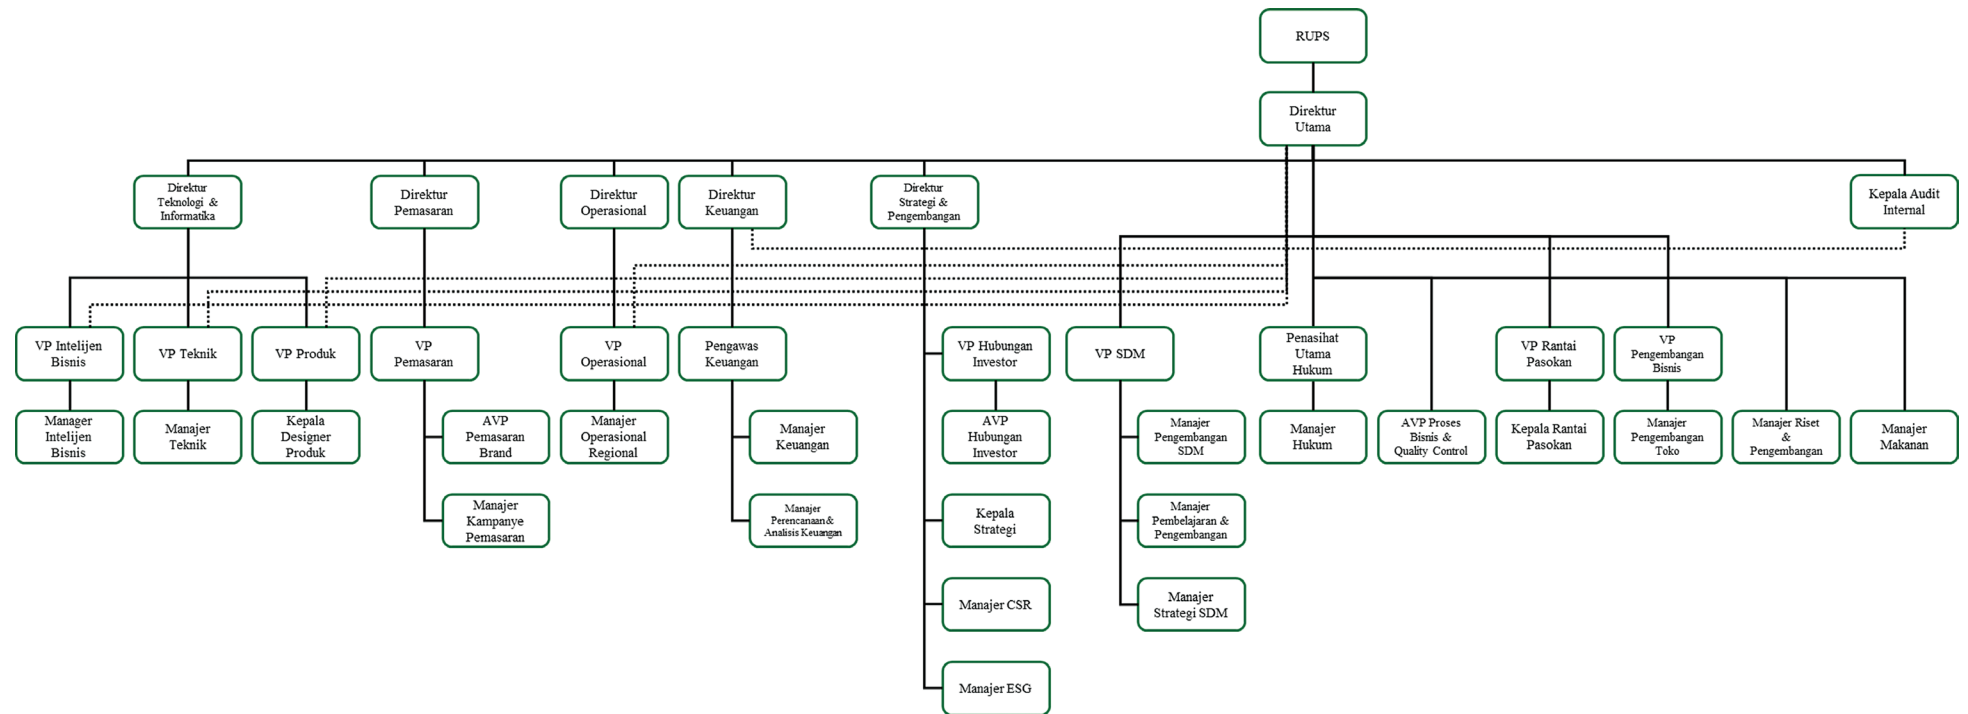 RUPS
Direktur
Utama
Direktur
Teknologi &
Informatika
Direktur
Pemasaran
Direktur
Operasional
Direktur
Keuangan
Direktur
Strategi &
Pengembangan
Kepala Audit
Internal
VP Intelijen
Bisnis
VP Teknik
VP Produk
VP
Pemasaran
VP
Operasional
Pengawas
Keuangan
VP Hubungan
Investor
VP SDM
Penasihat
Utama
Hukum
VP Rantai
Pasokan
VP
Pengembangan
Bisnis
Manager
Intelijen
Bisnis
Manajer
Teknik
Kepala
Designer
Produk
AVP
Pemasaran
Brand
Manajer
Operasional
Regional
Manajer
Keuangan
AVP
Hubungan
Investor
Manajer
Pengembangan
SDM
Manajer
Hukum
AVP Proses
Bisnis &
Quality Control
Kepala Rantai
Pasokan
Manajer
Pengembangan
Toko
Manajer Riset
&
Pengembangan
Manajer
Makanan
Manajer
Kampanye
Pemasaran
Manajer
Perencanaan&
Analisis Keuangan
Kepala
Strategi
Manajer
Pembelajaran &
Pengembangan
Manajer CSR
Manajer
Strategi SDM
Manajer ESG